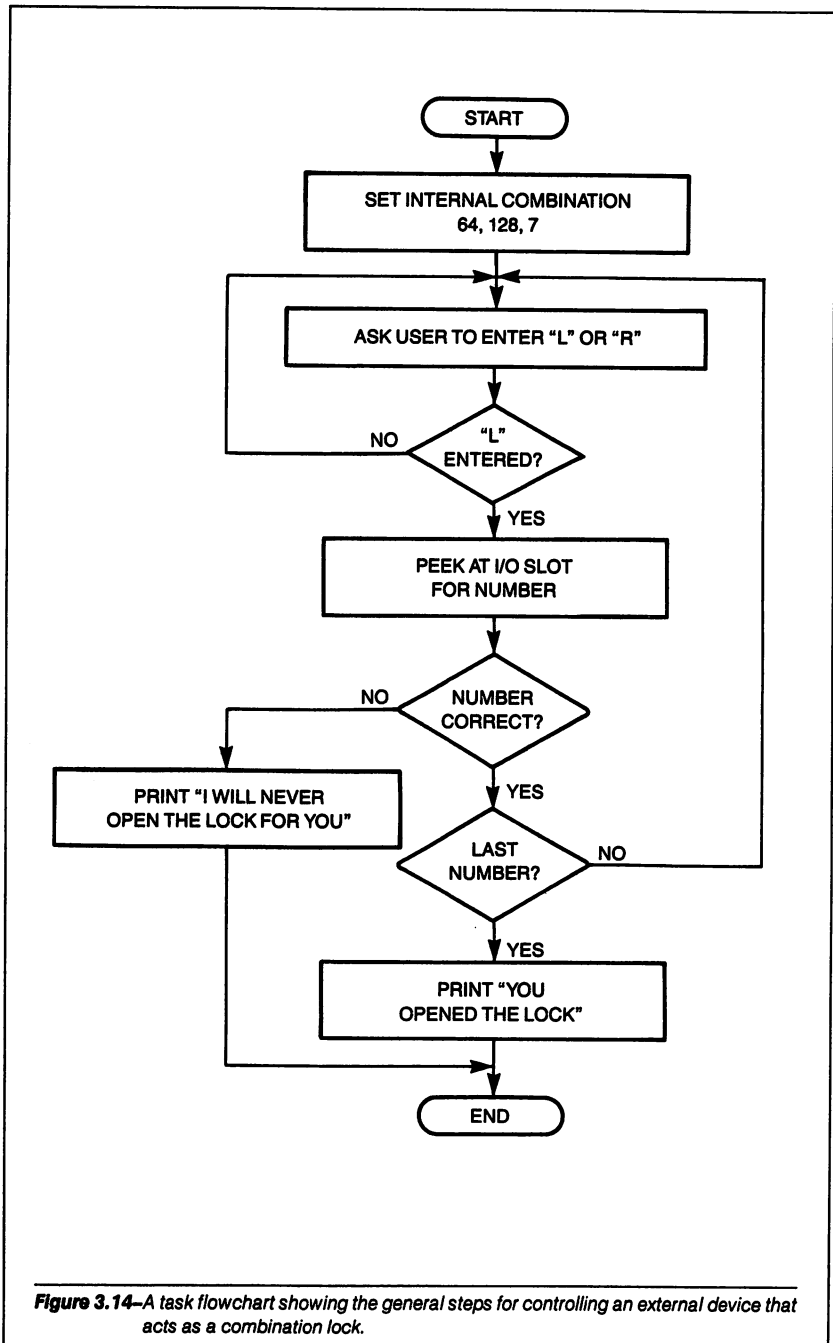 START
SET INTERNAL COMBINATION
64, 128, 7
ASK USER TO ENTER “L” OR “R”
“L”
ENTERED?
NO
YES
PEEK AT I/O SLOT
FOR NUMBER
NUMBER
CORRECT?
NO
YES
PRINT “I WILL NEVER
OPEN THE LOCK FOR YOU”
LAST
NUMBER?
NO
YES
PRINT “YOU
OPENED THE LOCK”
END
Figure 3.14–A task flowchart showing the general steps for controlling an external device that
acts as a combination lock.